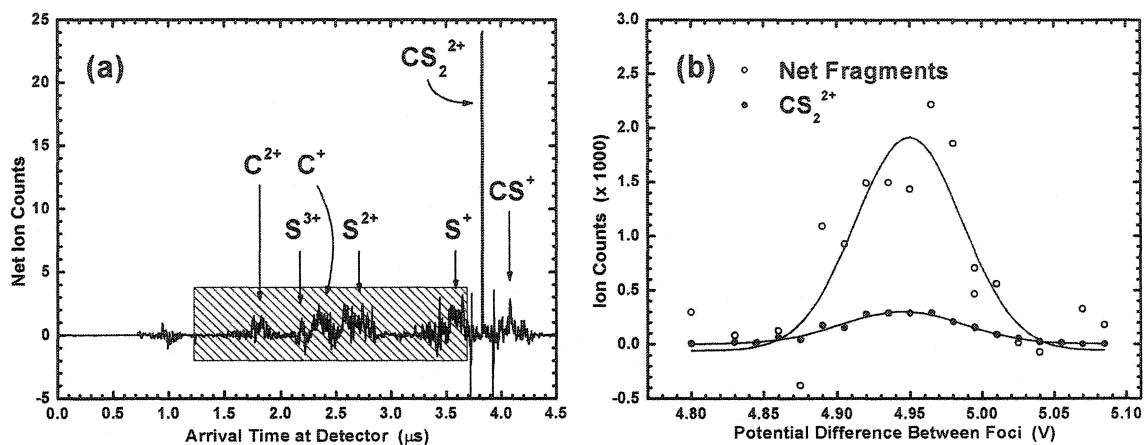 (a)
CS₂²⁺
C²⁺ C⁺
S³⁺ S²⁺ S⁺ CS⁺
25
20
15
10
5
0
-5
Net Ion Counts
0.0 0.5 1.0 1.5 2.0 2.5 3.0 3.5 4.0 4.5
Arrival Time at Detector (μs)
(b)
Net Fragments
CS₂²⁺
3.0
2.5
2.0
1.5
1.0
0.5
0.0
-0.5
Ion Counts (x 1000)
4.80 4.85 4.90 4.95 5.00 5.05 5.10
Potential Difference Between Foci (V)